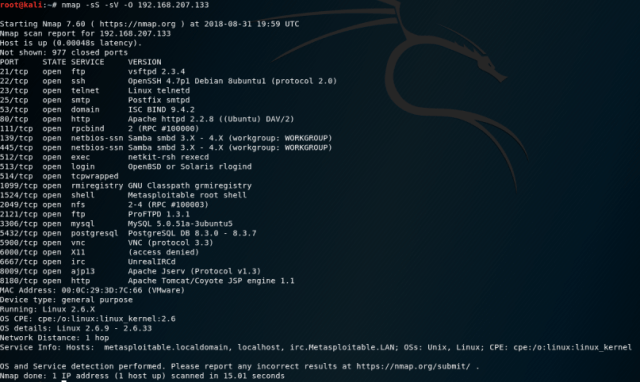 root@kali:~# nmap -sS -sV -O 192.168.207.133
Starting Nmap 7.60 ( https://nmap.org ) at 2018-08-31 19:59 UTC
Nmap scan report for 192.168.207.133
Host is up (0.00048s latency).
Not shown: 977 closed ports
PORT     STATE SERVICE     VERSION
21/tcp   open  ftp         vsftpd 2.3.4
22/tcp   open  ssh         OpenSSH 4.7p1 Debian 8ubuntu1 (protocol 2.0)
23/tcp   open  telnet      Linux telnetd
25/tcp   open  smtp        Postfix smtpd
53/tcp   open  domain      ISC BIND 9.4.2
80/tcp   open  http        Apache httpd 2.2.8 ((Ubuntu) DAV/2)
111/tcp  open  rpcbind     2 (RPC #100000)
139/tcp  open  netbios-ssn Samba smbd 3.X - 4.X (workgroup: WORKGROUP)
445/tcp  open  netbios-ssn Samba smbd 3.X - 4.X (workgroup: WORKGROUP)
512/tcp  open  exec        netkit-rsh rexecd
513/tcp  open  login       OpenBSD or Solaris rlogind
514/tcp  open  tcpwrapped
1099/tcp open  rmiregistry GNU Classpath grmiregistry
1524/tcp open  shell       Metasploitable root shell
2049/tcp open  nfs         2-4 (RPC #100003)
2121/tcp open  ftp         ProFTPD 1.3.1
3306/tcp open  mysql       MySQL 5.0.51a-3ubuntu5
5432/tcp open  postgresql  PostgreSQL DB 8.3.0 - 8.3.7
5900/tcp open  vnc         VNC (protocol 3.3)
6000/tcp open  X11         (access denied)
6667/tcp open  irc         UnrealIRCd
8009/tcp open  ajp13       Apache Jserv (Protocol v1.3)
8180/tcp open  http        Apache Tomcat/Coyote JSP engine 1.1
MAC Address: 00:0C:29:3D:7C:66 (VMware)
Device type: general purpose
Running: Linux 2.6.X
OS CPE: cpe:/o:linux:linux_kernel:2.6
OS details: Linux 2.6.9 - 2.6.33
Network Distance: 1 hop
Service Info: Hosts:  metasploitable.localdomain, localhost, irc.Metasploitable.LAN; OSs: Unix, Linux; CPE: cpe:/o:linux:linux_kernel
OS and Service detection performed. Please report any incorrect results at https://nmap.org/submit/ .
Nmap done: 1 IP address (1 host up) scanned in 15.01 seconds